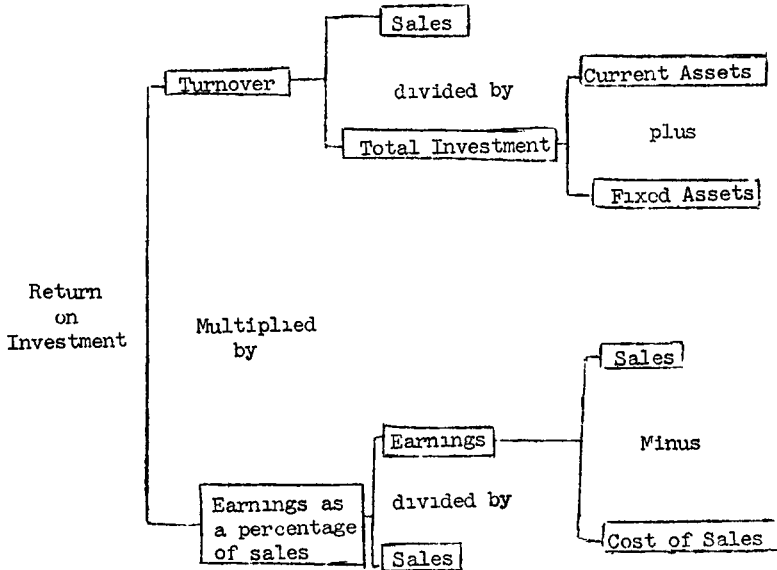 Sales
Turnover
divided by
Current Assets
Total Investment
plus
Fixed Assets
Return
on
Investment
Multiplied
by
Sales
Earnings
Minus
Earnings as
a percentage
of sales
divided by
Cost of Sales
Sales